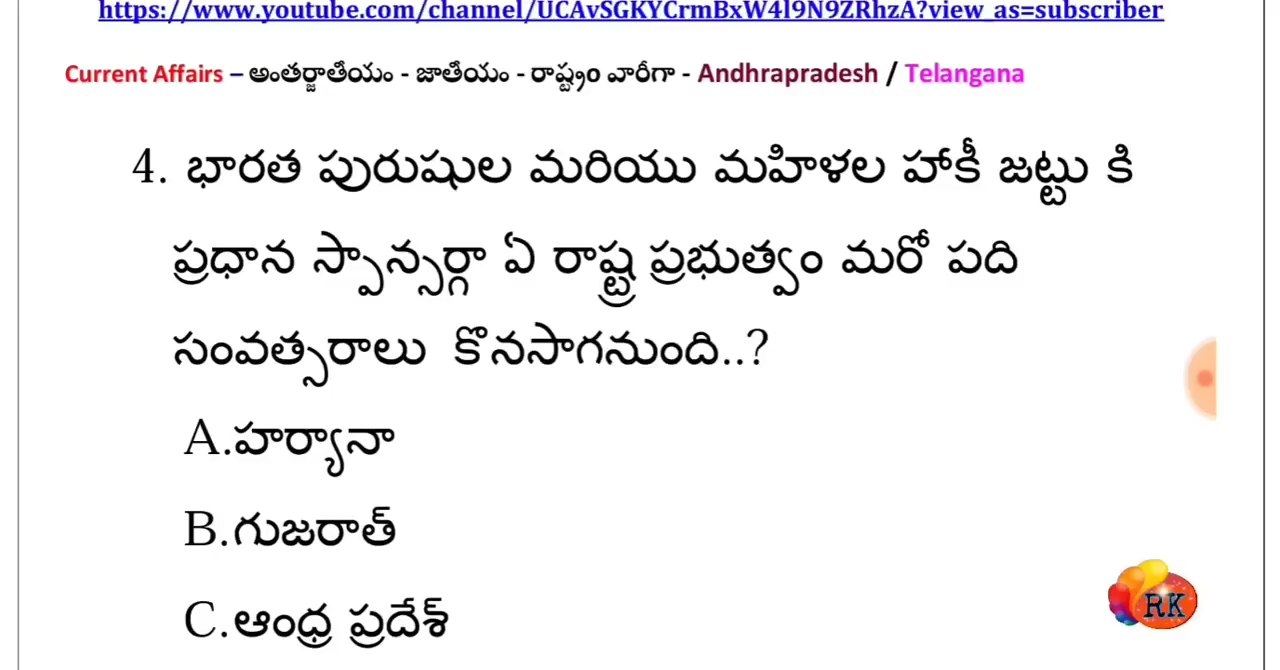 https://www.youtube.com/channel/UCAvSGKYCrmBxW4l9N9ZRhzA?view_as=subscriber
Current Affairs – అంతర్జాతీయం - జాతీయం - రాష్ట్రం వారీగా - Andhrapradesh / Telangana
4. భారత పురుషుల మరియు మహిళల హాకీ జట్టు కి
ప్రధాన స్పాన్సర్గా ఏ రాష్ట్ర ప్రభుత్వం మరో పది
సంవత్సరాలు కొనసాగనుంది..?
A.హర్యానా
B.గుజరాత్
C.ఆంధ్ర ప్రదేశ్
RK